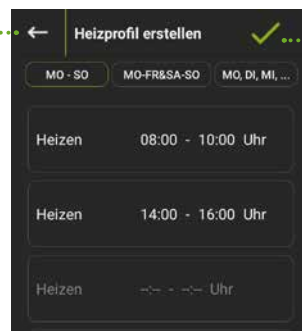 Heizprofil erstellen
MO - SO MO-FR&SA-SO MO, DI, MI, ...
Heizen 08:00 - 10:00 Uhr
Heizen 14:00 - 16:00 Uhr
Heizen --:-- - --:-- Uhr